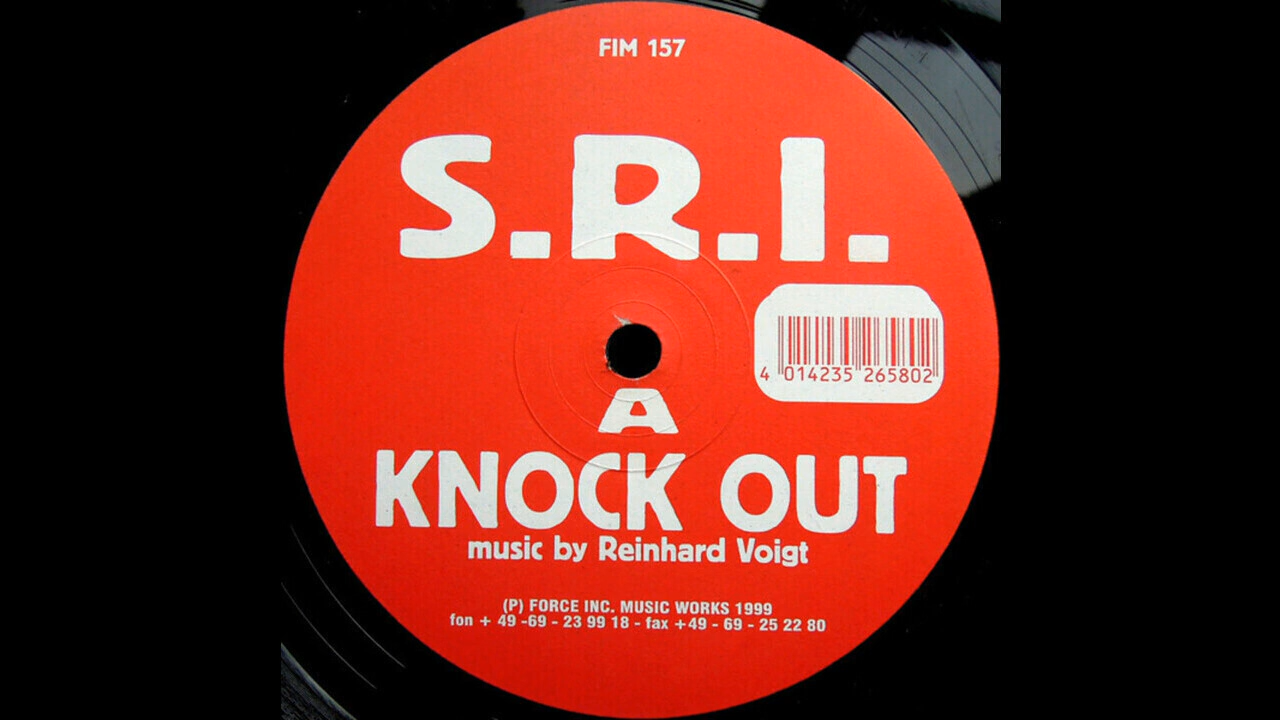 FIM 157
S.R.I.
4 014235 265802
A
KNOCK OUT
music by Reinhard Voigt
(P) FORCE INC. MUSIC WORKS 1999
fon + 49 -69 - 23 99 18 - fax +49 - 69 - 25 22 80